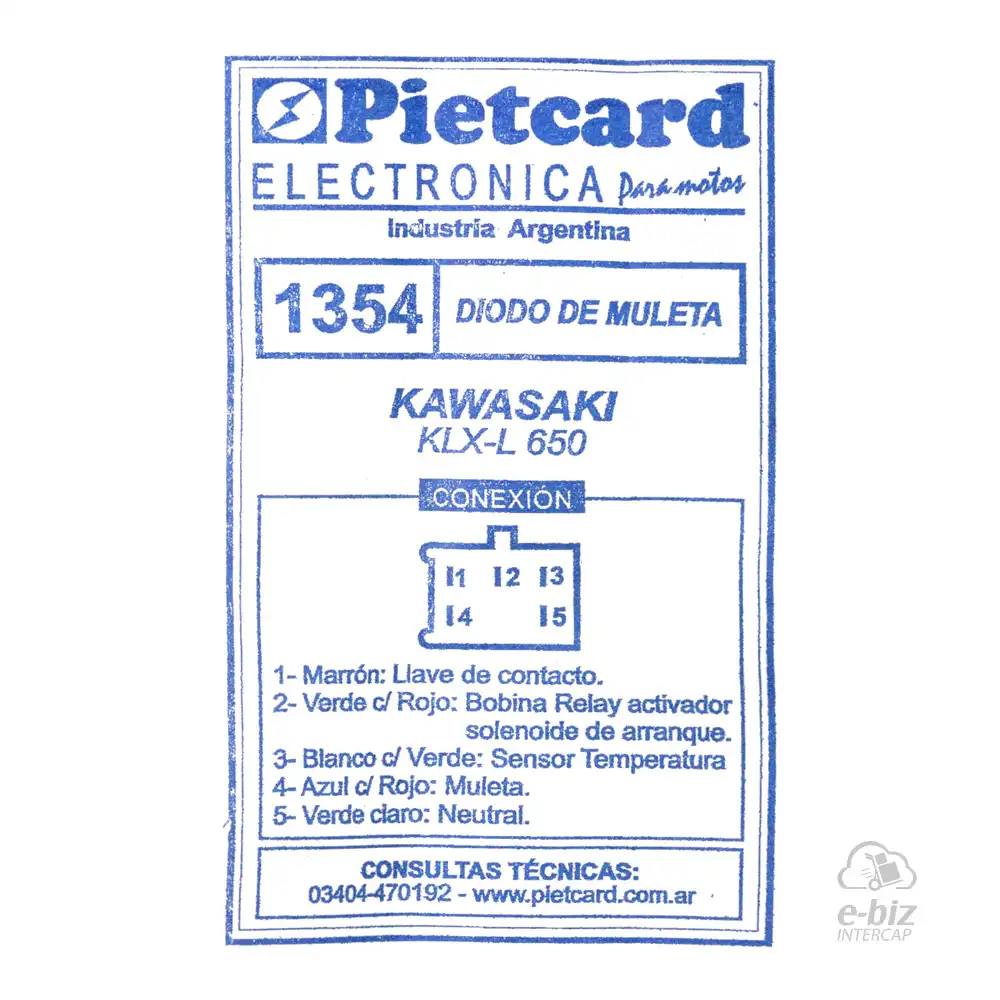 Pietcard
ELECTRONICA Para motos
Industria Argentina
1354 DIODO DE MULETA
KAWASAKI
KLX-L 650
CONEXIÓN
1 2 3
4 5
1- Marrón: Llave de contacto.
2- Verde c/ Rojo: Bobina Relay activador
solenoide de arranque.
3- Blanco c/ Verde: Sensor Temperatura
4- Azul c/ Rojo: Muleta.
5- Verde claro: Neutral.
CONSULTAS TÉCNICAS:
03404-470192 - www.pietcard.com.ar
e-biz
INTERCAP